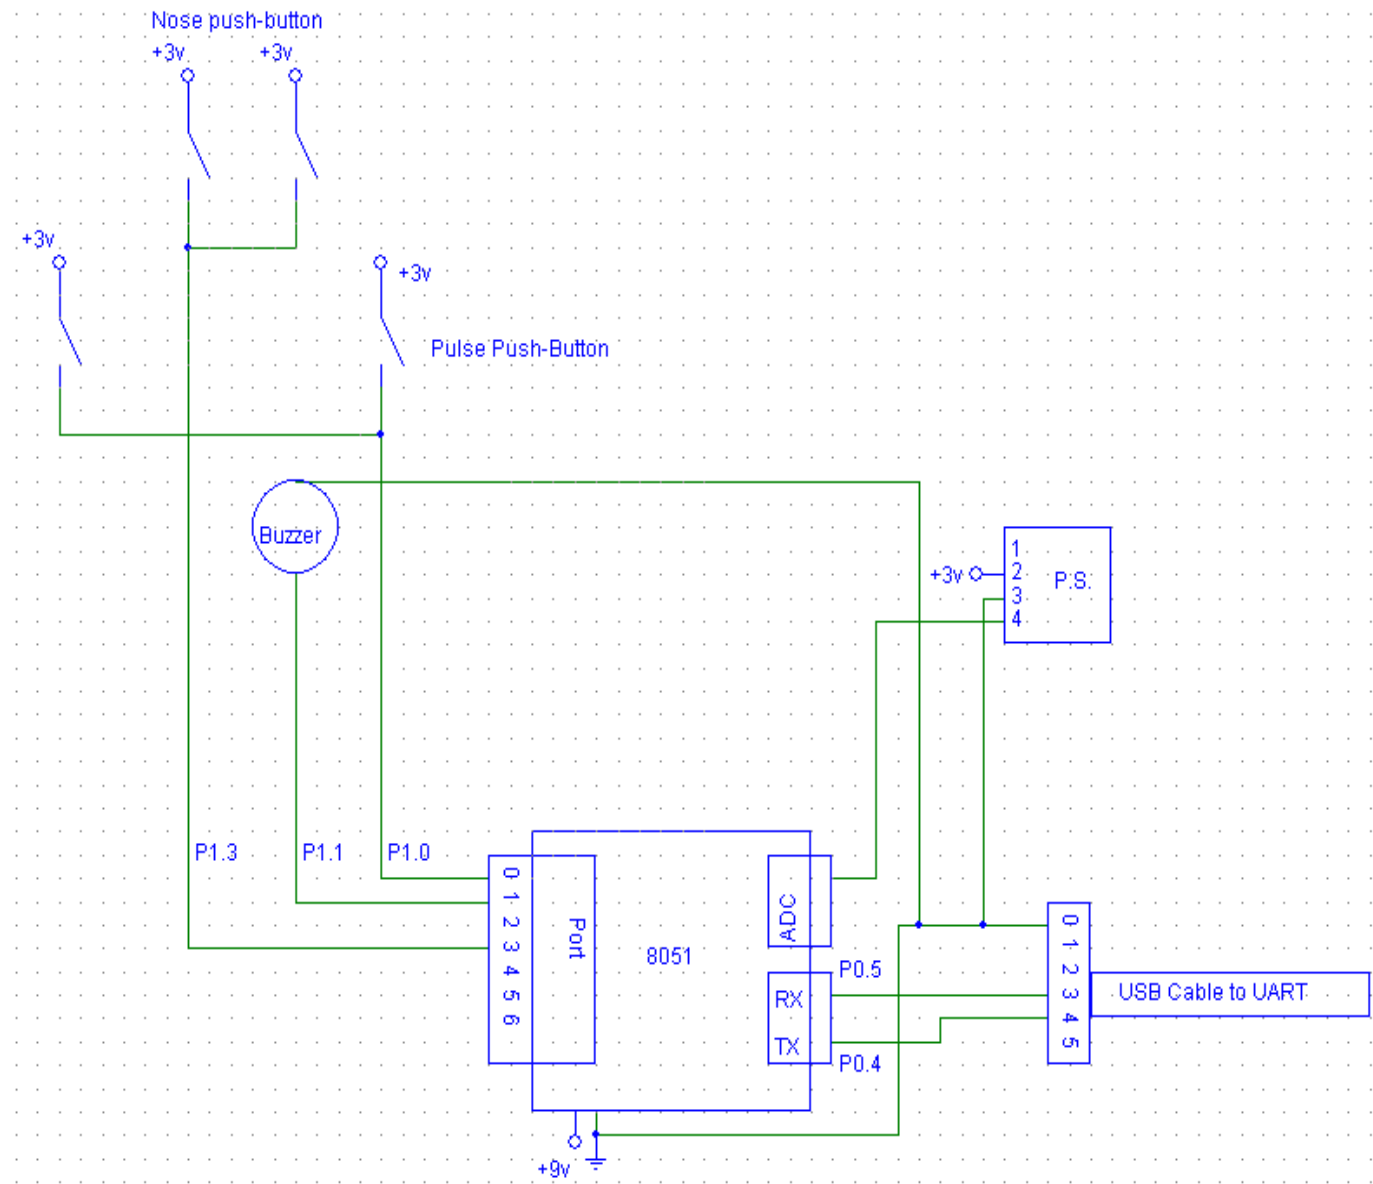 Nose push-button
+3v
+3v
+3v
+3v
Pulse Push-Button
Buzzer
1
+3v
2
P.S.
3
4
P1.3
P1.1
P1.0
0
1
2
3
4
5
6
Port
8051
ADC
RX
TX
P0.5
P0.4
0
1
2
3
4
5
USB Cable to UART
+9v